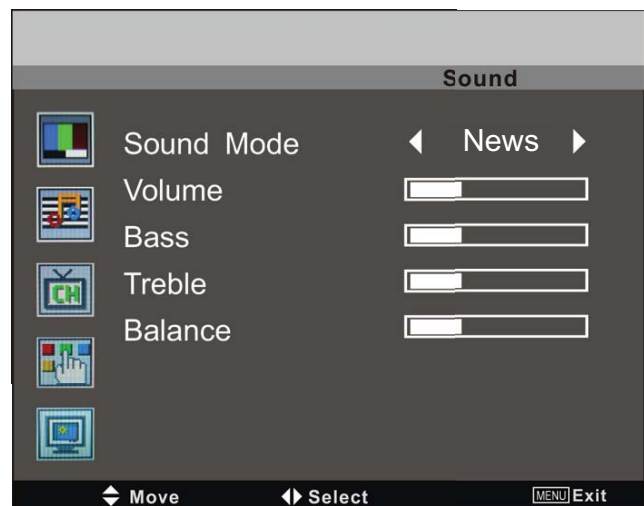 Sound
Sound Mode News
Volume
Bass
Treble
CH
Balance
Move Select MENU Exit